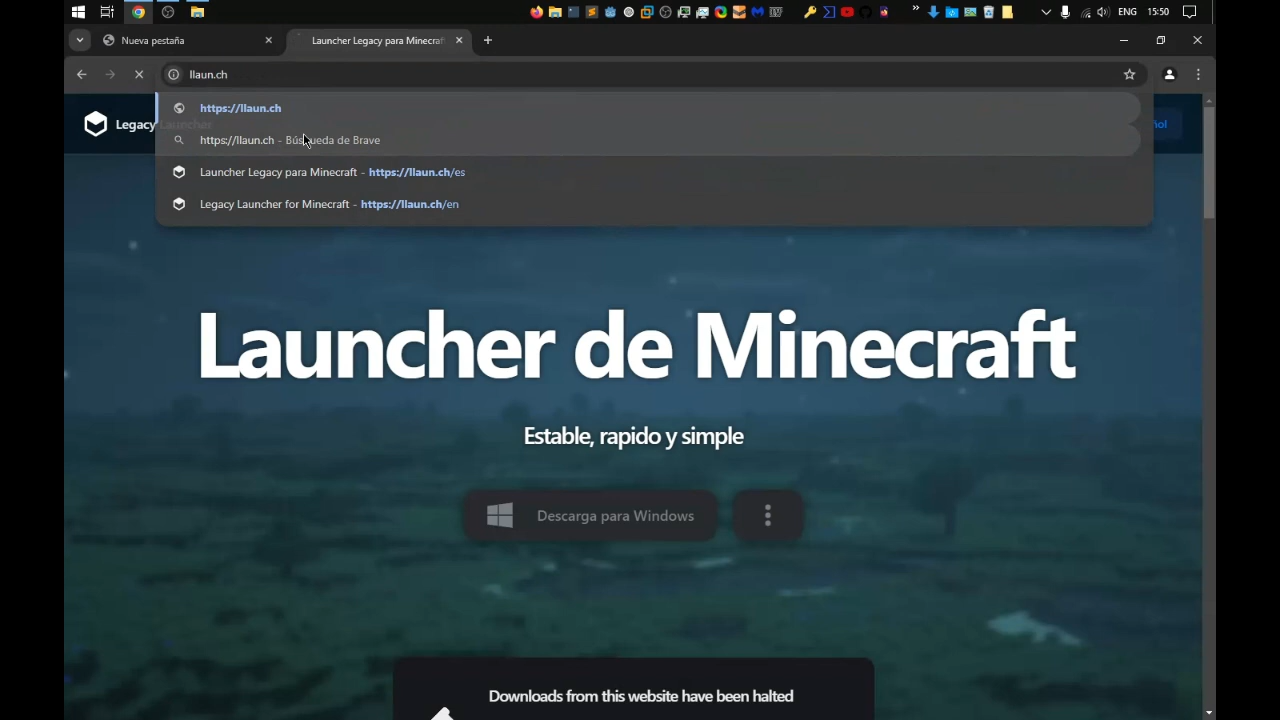 ENG 15:50
Nueva pestaña
Launcher Legacy para Minecraft
llaun.ch
https://llaun.ch
https://llaun.ch - Búsqueda de Brave
Launcher Legacy para Minecraft - https://llaun.ch/es
Legacy Launcher for Minecraft - https://llaun.ch/en
Legacy Launcher
Launcher de Minecraft
Estable, rapido y simple
Descarga para Windows
Downloads from this website have been halted